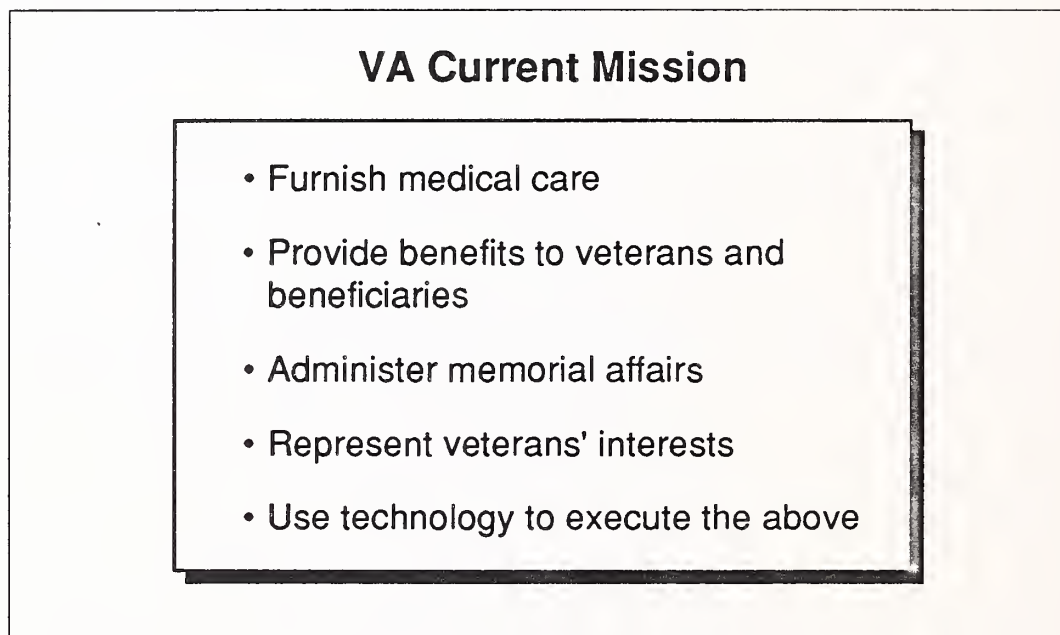 VA Current Mission
• Furnish medical care
• Provide benefits to veterans and
beneficiaries
• Administer memorial affairs
• Represent veterans' interests
• Use technology to execute the above